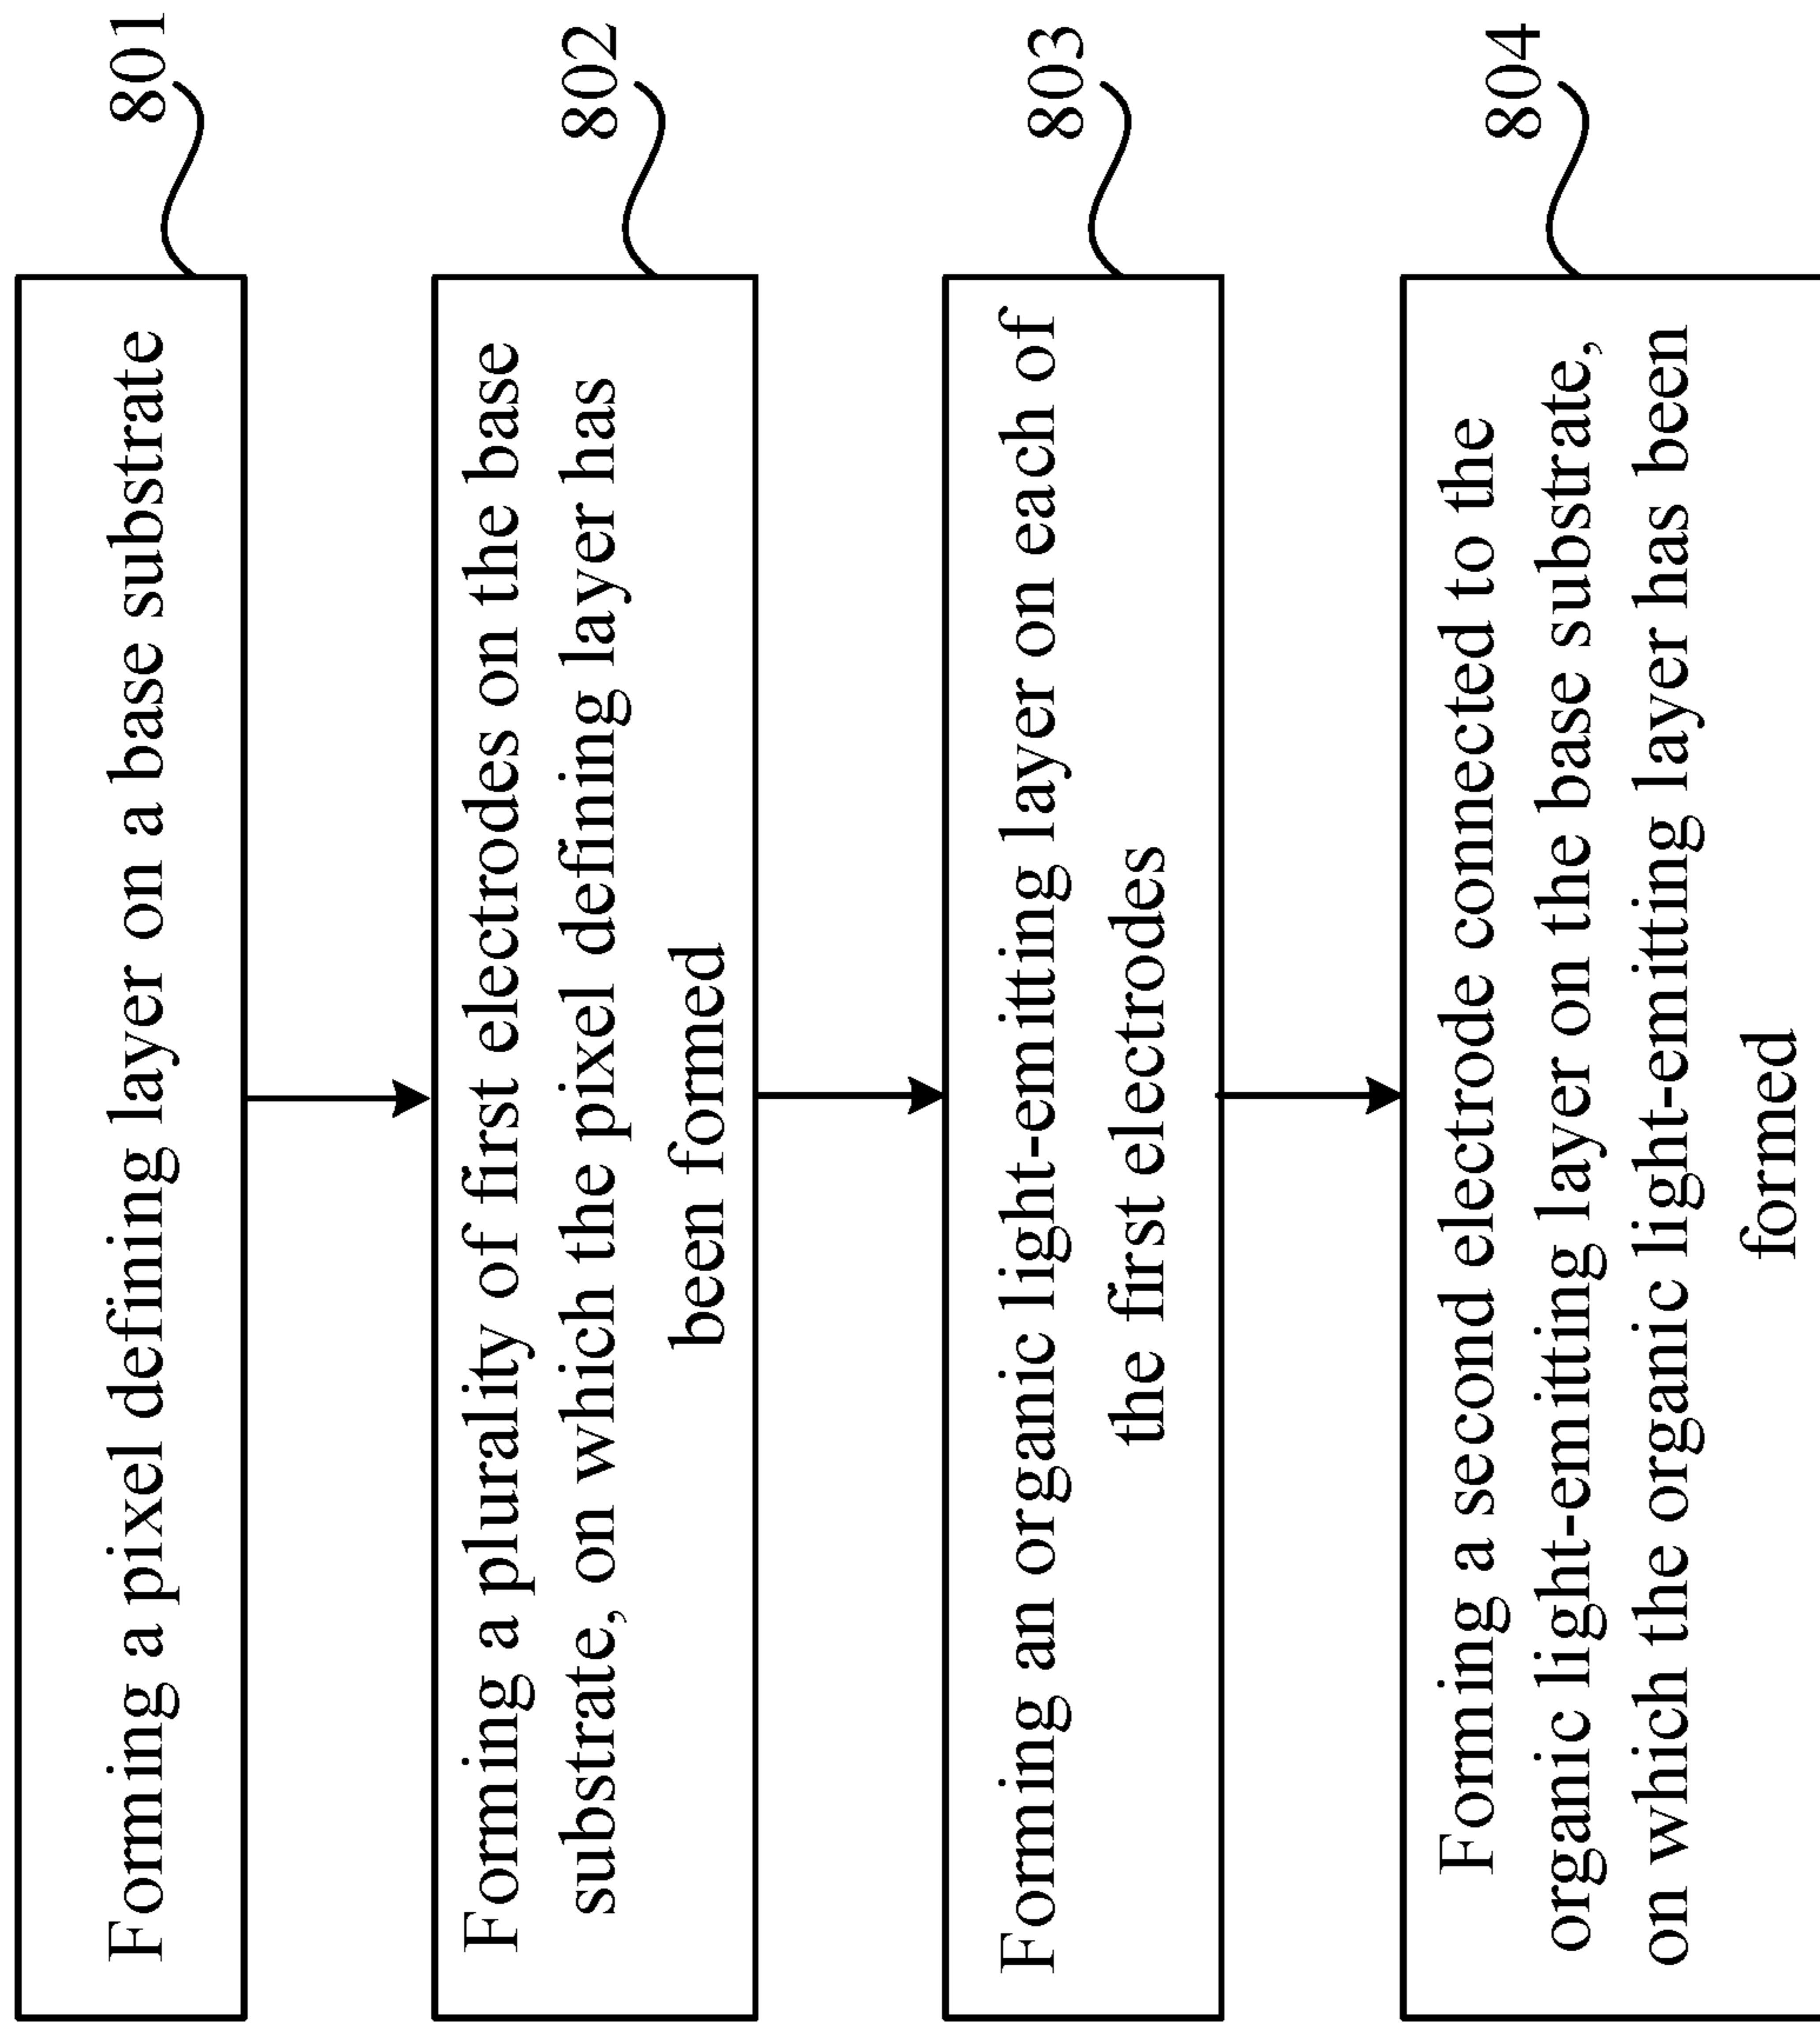 Forming a pixel defining layer on a base substrate
801
Forming a plurality of first electrodes on the base
substrate, on which the pixel defining layer has
been formed
802
Forming an organic light-emitting layer on each of
the first electrodes
803
Forming a second electrode connected to the
organic light-emitting layer on the base substrate,
on which the organic light-emitting layer has been
formed
804